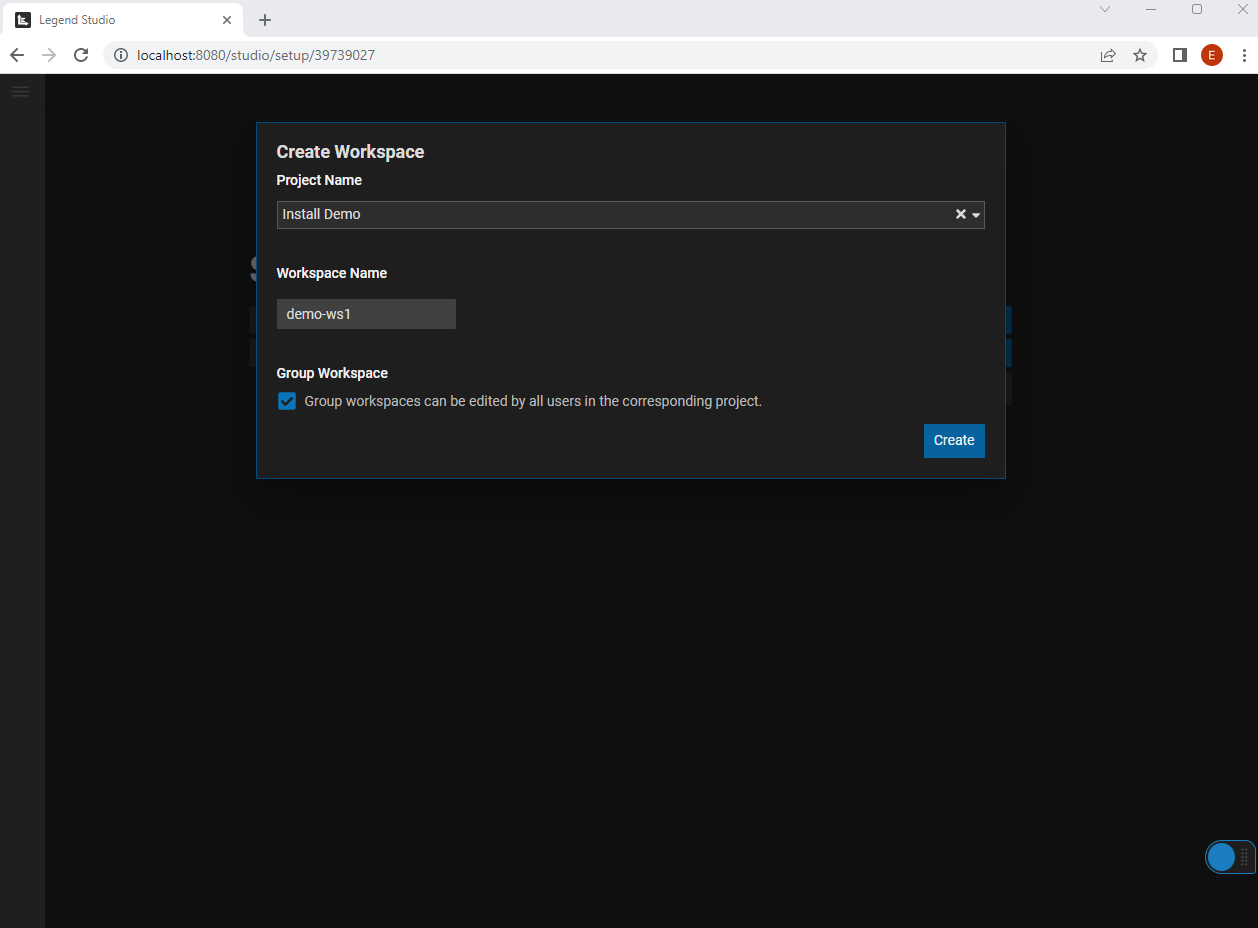 Legend Studio
localhost:8080/studio/setup/39739027
E
Create Workspace
Project Name
Install Demo
Workspace Name
demo-ws1
Group Workspace
Group workspaces can be edited by all users in the corresponding project.
Create